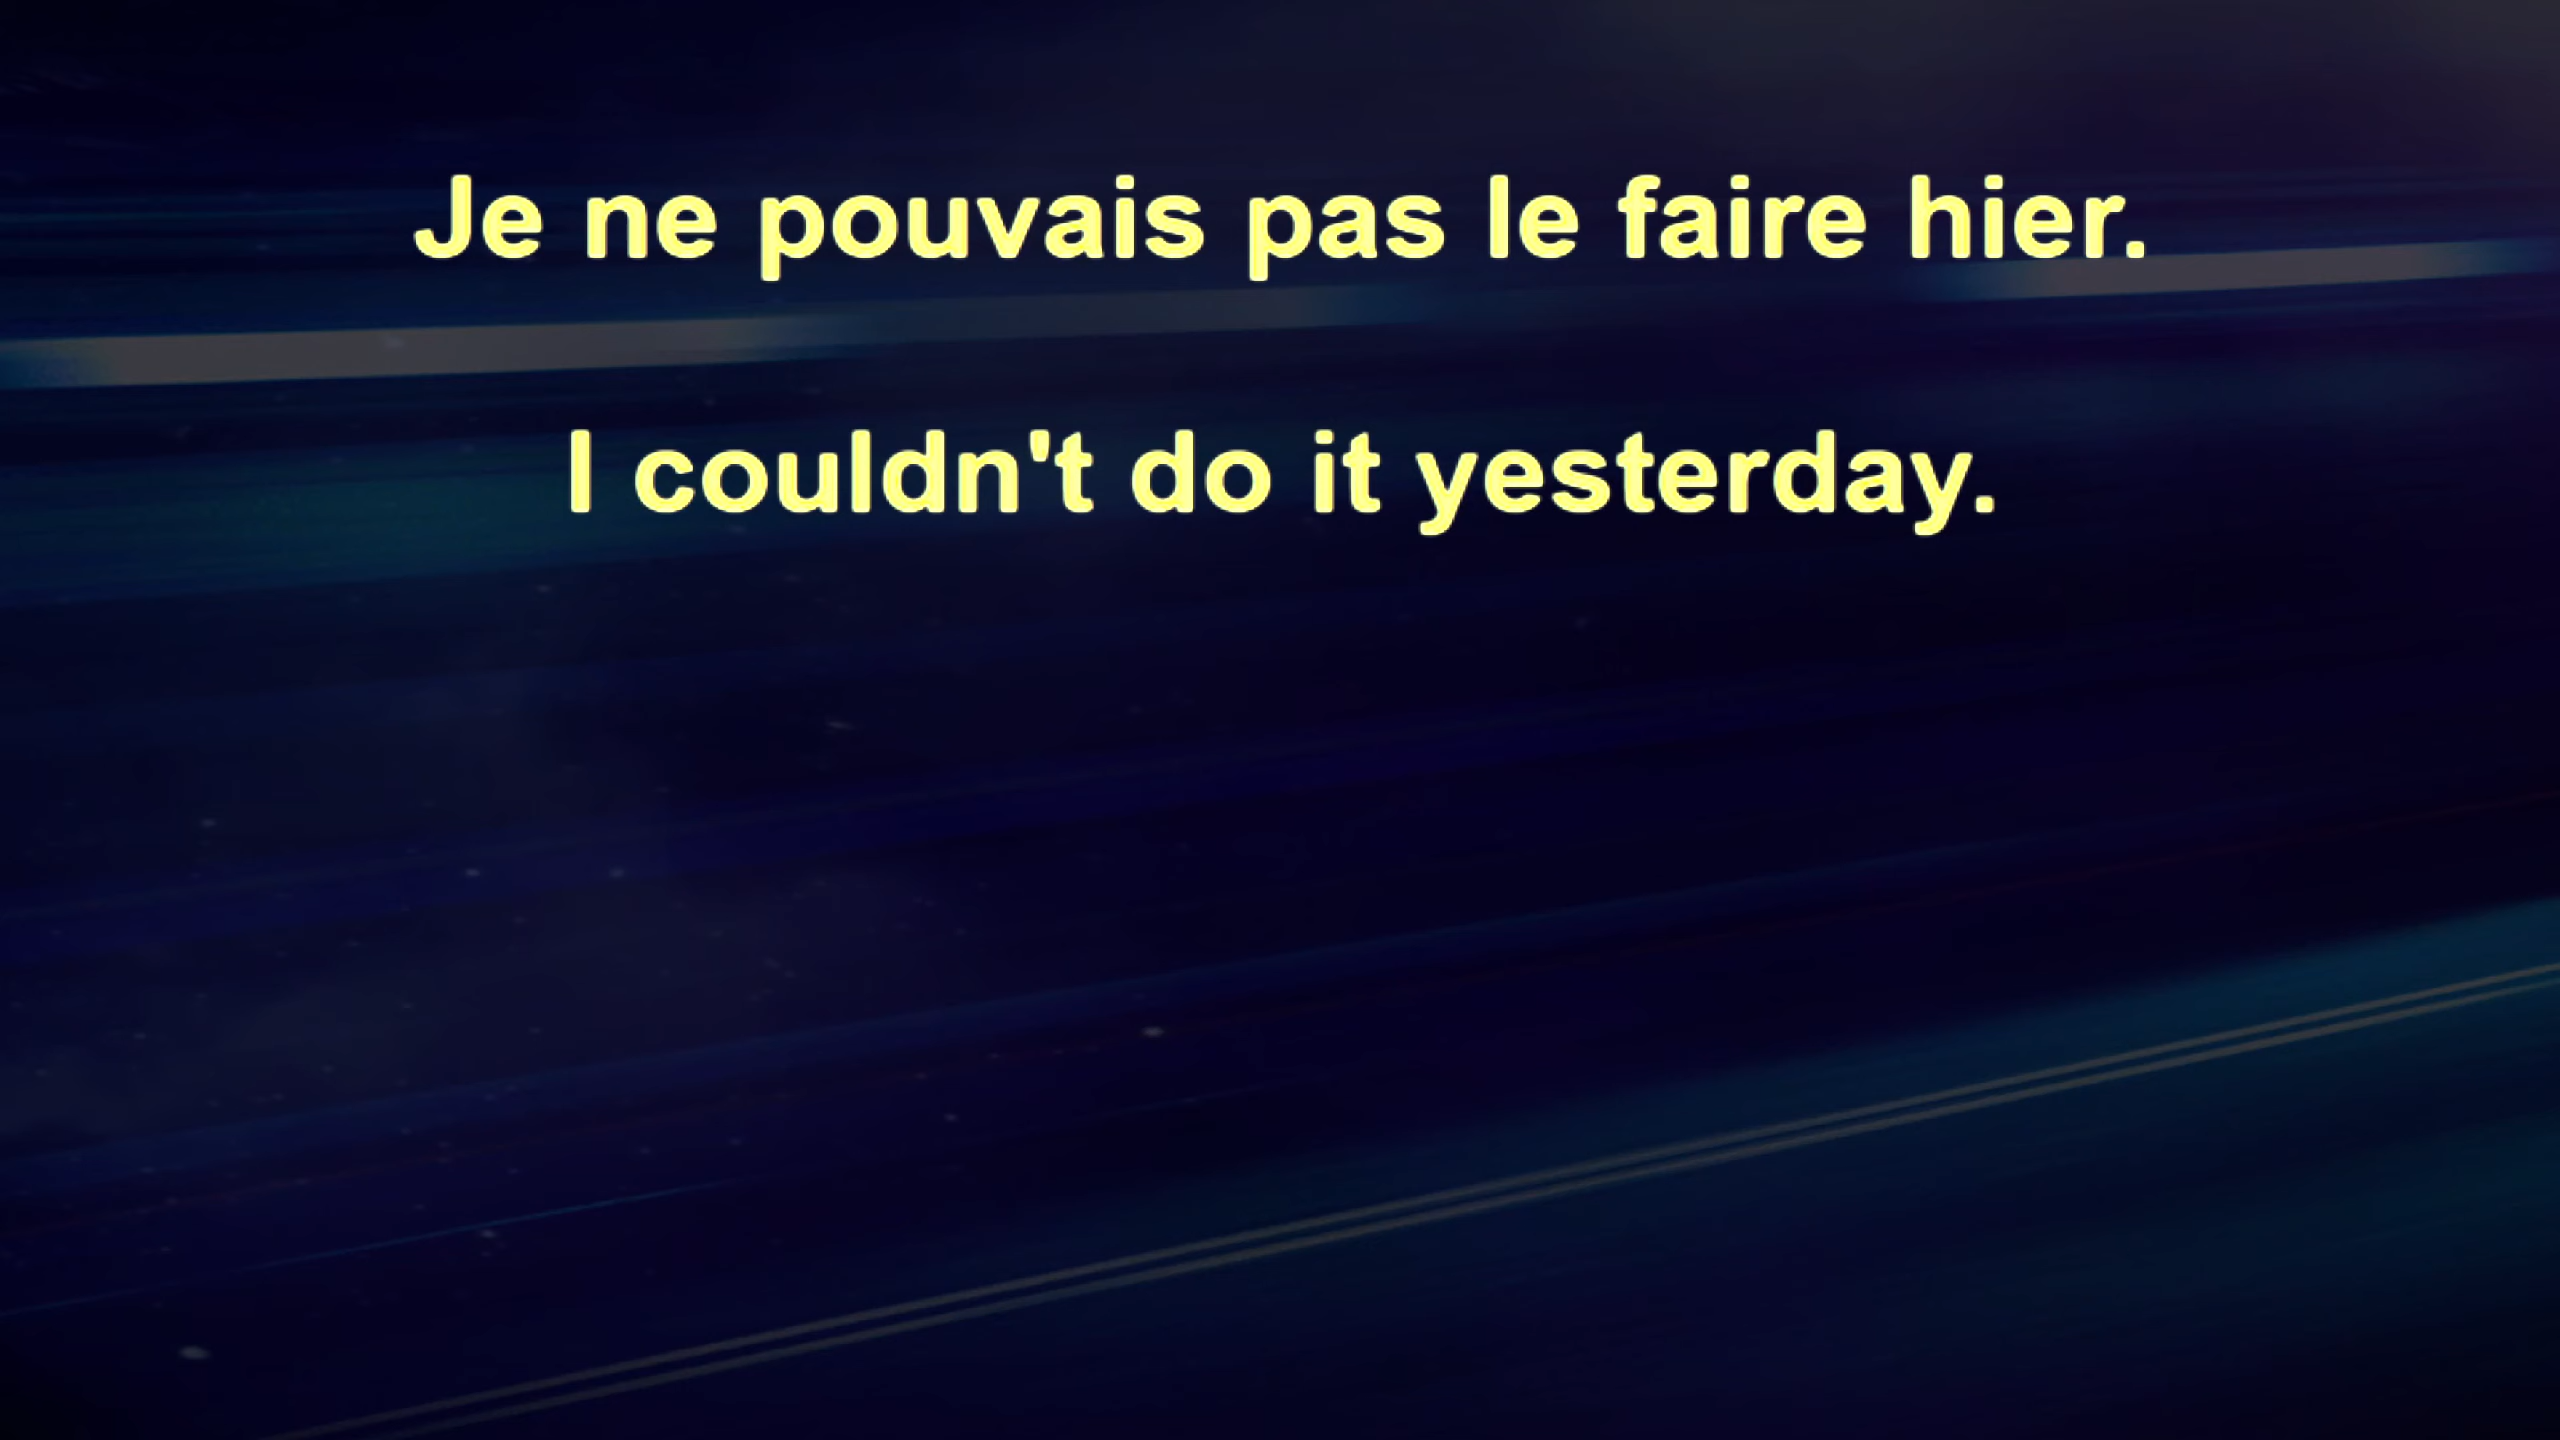 Je ne pouvais pas le faire hier.
I couldn't do it yesterday.